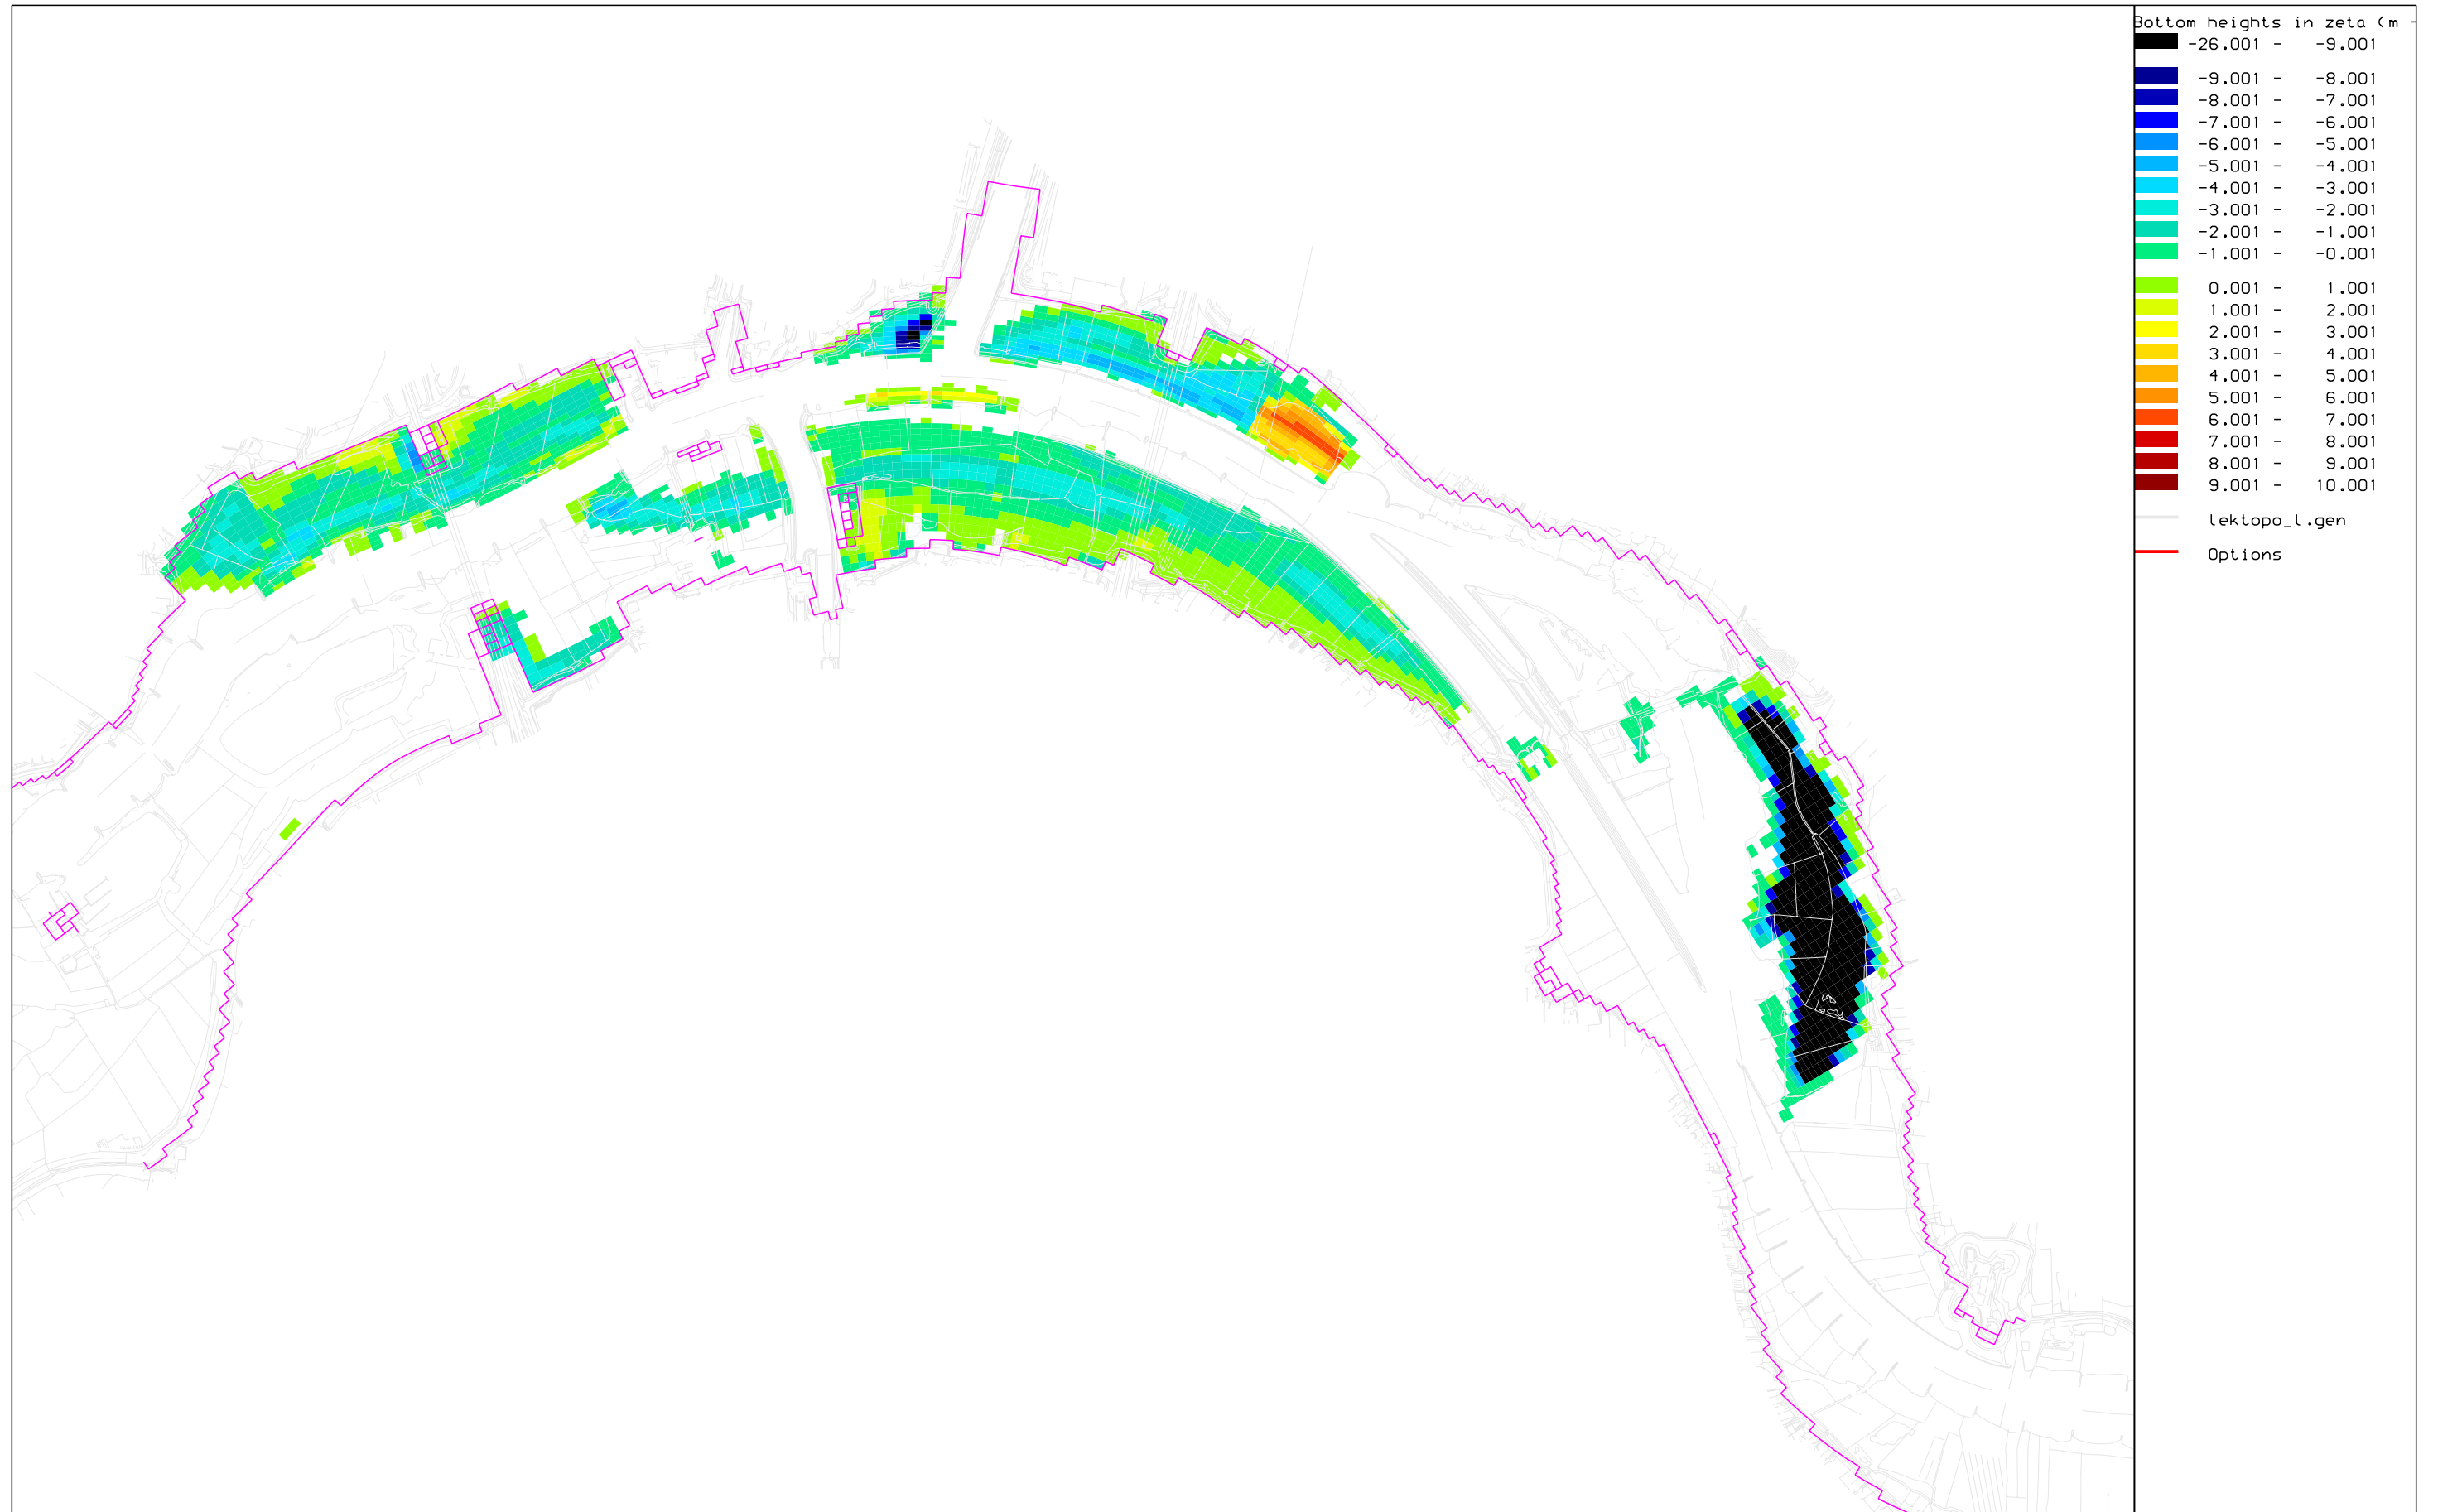 Bottom heights in zeta (m -
-26.001 - -9.001
-9.001 - -8.001
-8.001 - -7.001
-7.001 - -6.001
-6.001 - -5.001
-5.001 - -4.001
-4.001 - -3.001
-3.001 - -2.001
-2.001 - -1.001
-1.001 - -0.001
0.001 - 1.001
1.001 - 2.001
2.001 - 3.001
3.001 - 4.001
4.001 - 5.001
5.001 - 6.001
6.001 - 7.001
7.001 - 8.001
8.001 - 9.001
9.001 - 10.001
lektopo_l.gen
Options